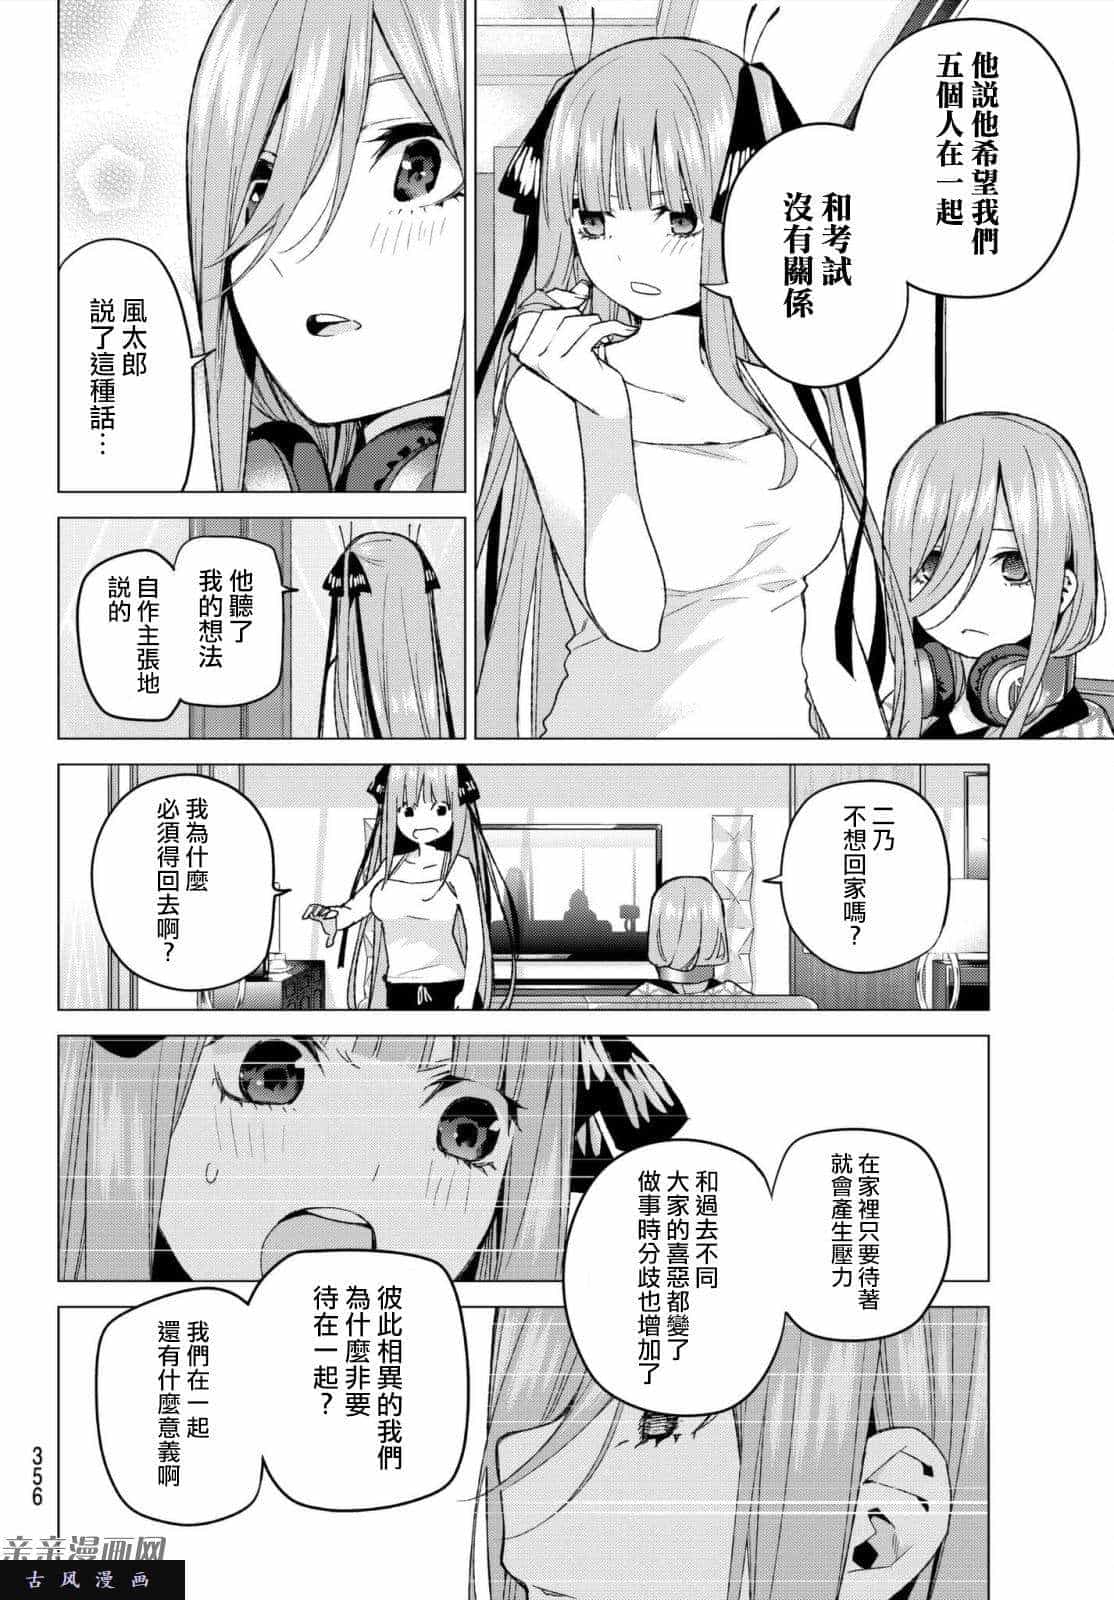 他說他希望我們
五個人在一起
和考試
沒有關係
風太郎
說了這種話…
他聽了
我的想法
自作主張地
說的
二乃
不想回家嗎？
我為什麼
必須得回去啊？
在家裡只要待著
就會產生壓力
和過去不同
大家的喜惡都變了
做事時分歧也增加了
彼此相異的我們
為什麼非要
待在一起？
我們在一起
還有什麼意義啊
356
亲亲漫画网
古风漫画